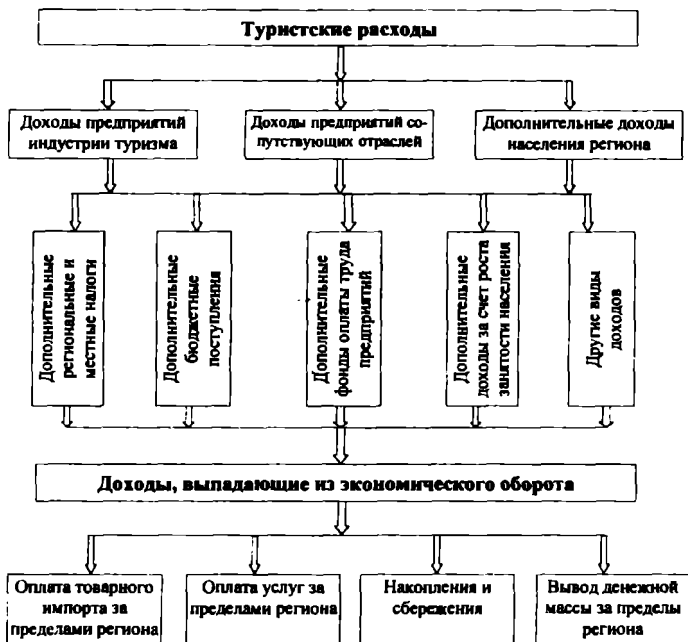 Туристские расходы
Доходы предприятий
индустрии туризма
Доходы предприятий со-
путствующих отраслей
Дополнительные доходы
населения региона
Дополнительные
региональные и
местные налоги
Дополнительные
бюджетные
поступления
Дополнительные
фонды оплаты труда
предприятий
Дополнительные
доходы за счет роста
занятости населения
Другие виды
доходов
Доходы, выпадающие из экономического оборота
Оплата товарного
импорта за
пределами региона
Оплата услуг за
пределами региона
Накопления и
сбережения
Вывод денежной
массы за пределы
региона